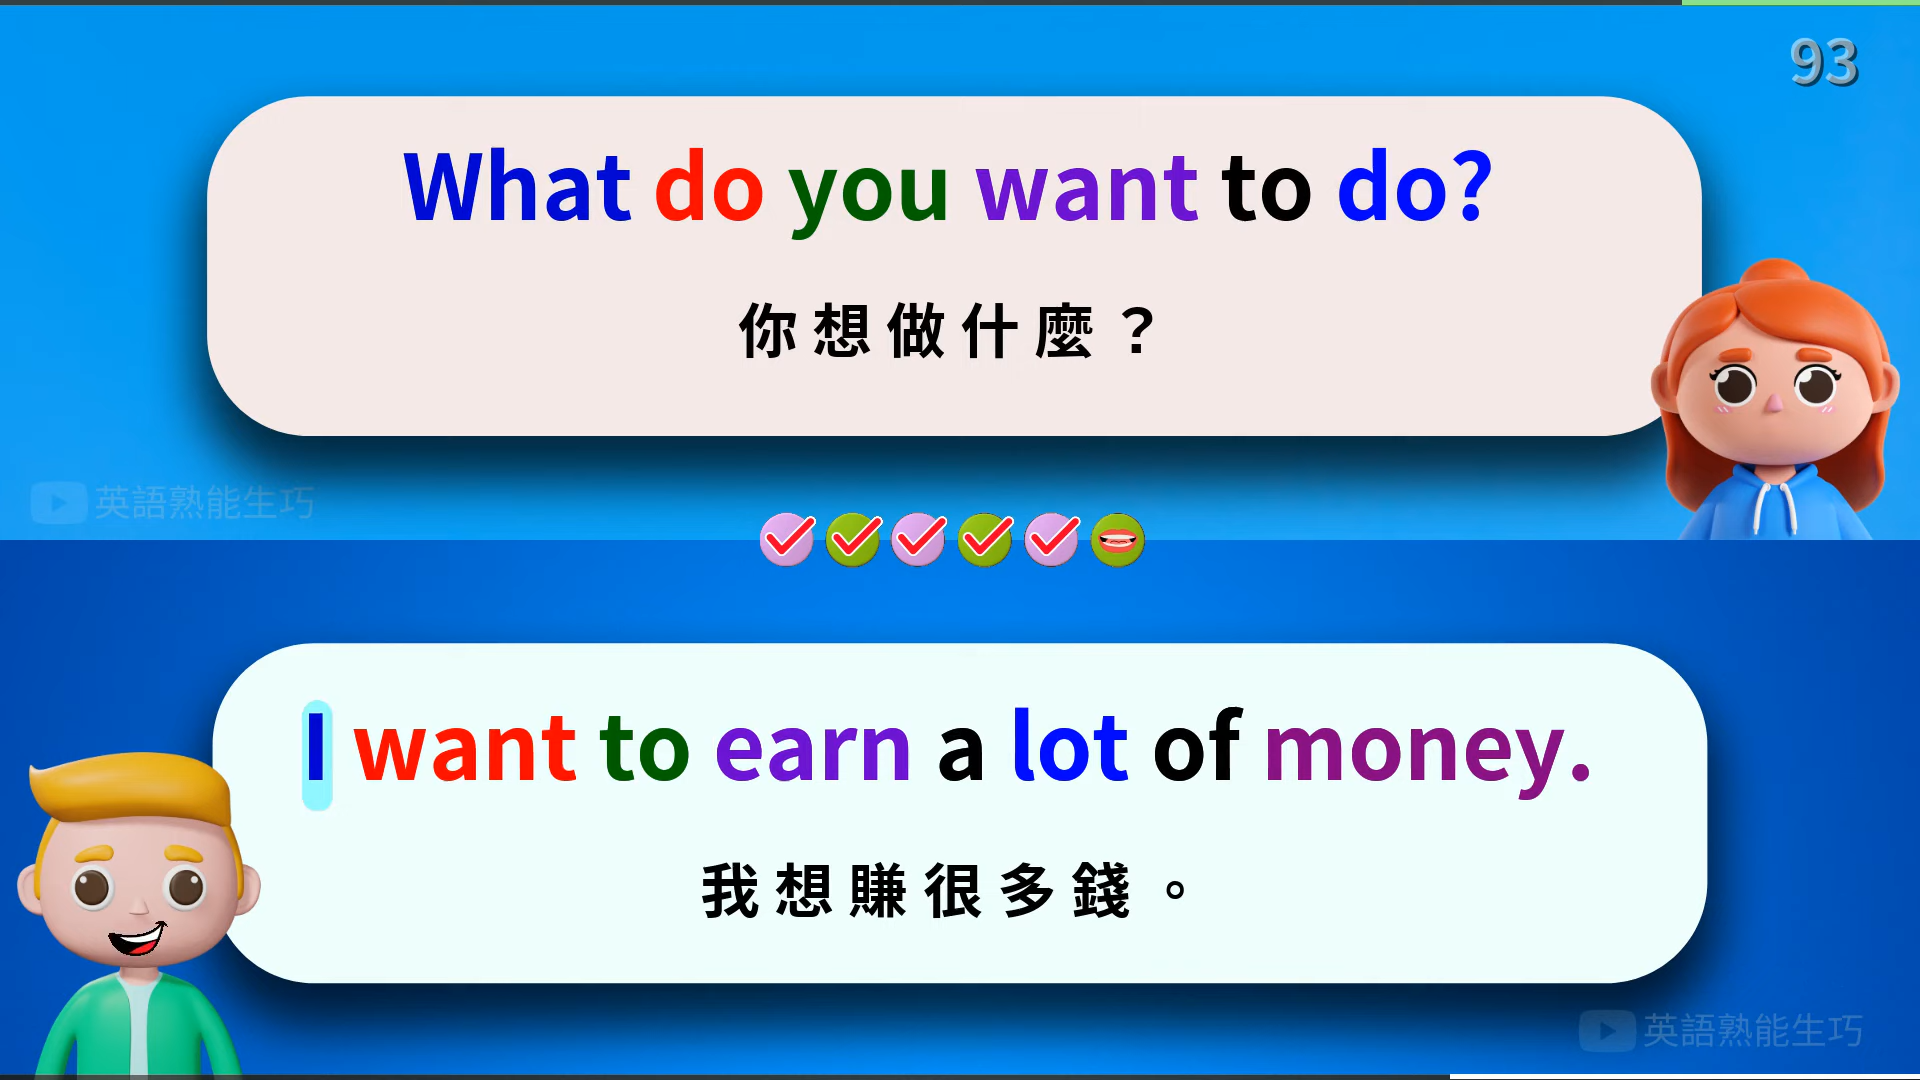 93
What do you want to do?
你想做什麼？
英語熟能生巧
I want to earn a lot of money.
我想賺很多錢。
英語熟能生巧